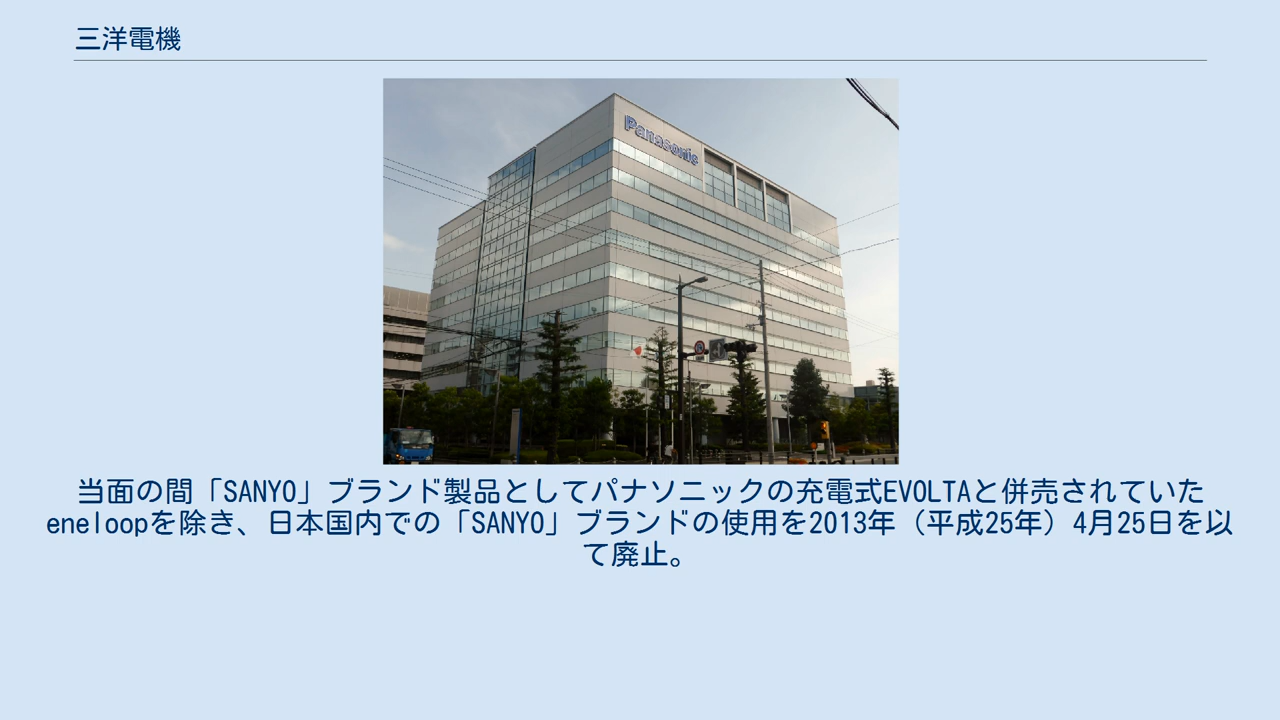 三洋電機
Panasonic
当面の間「SANYO」ブランド製品としてパナソニックの充電式EVOLTAと併売されていた
eneloopを除き、日本国内での「SANYO」ブランドの使用を2013年（平成25年）4月25日を以
て廃止。